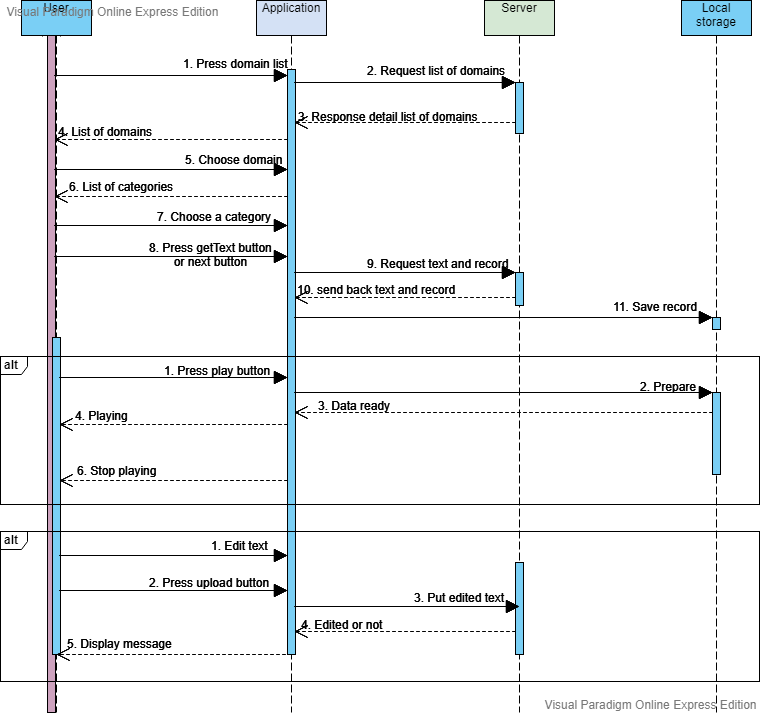 Visual Paradigm Online Express Edition
User
Application
Server
Local
storage
1. Press domain list
2. Request list of domains
3. Response detail list of domains
4. List of domains
5. Choose domain
6. List of categories
7. Choose a category
8. Press getText button
or next button
9. Request text and record
10. send back text and record
11. Save record
alt
1. Press play button
2. Prepare
3. Data ready
4. Playing
6. Stop playing
alt
1. Edit text
2. Press upload button
3. Put edited text
4. Edited or not
5. Display message
Visual Paradigm Online Express Edition